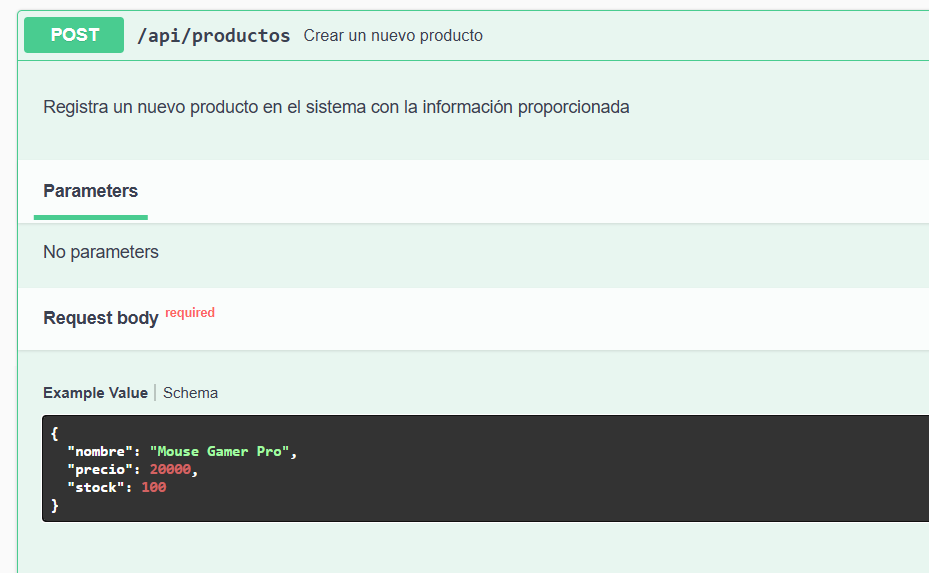 POST /api/productos Crear un nuevo producto
Registra un nuevo producto en el sistema con la información proporcionada
Parameters
No parameters
Request body required
Example Value | Schema
{
  "nombre": "Mouse Gamer Pro",
  "precio": 20000,
  "stock": 100
}